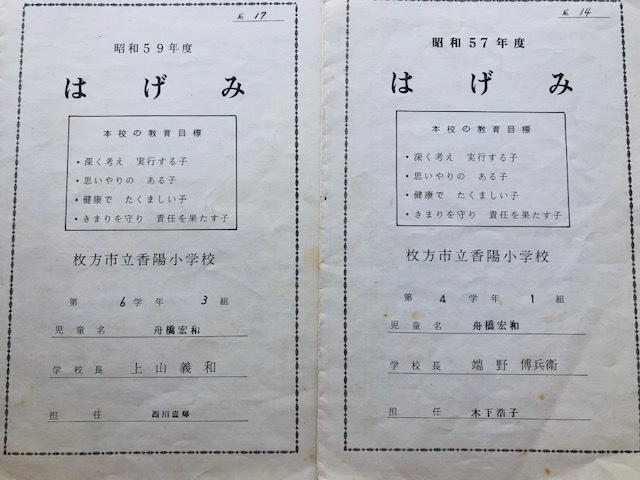 № 17
昭和59年度
はげみ
本校の教育目標
・深く考え 実行する子
・思いやりの ある子
・健康で たくましい子
・きまりを守り 責任を果たす子
枚方市立香陽小学校
第 6 学年 3 組
児童名 舟橋宏和
学校長 上山義和
担任 西川直輝
№ 14
昭和57年度
はげみ
本校の教育目標
・深く考え 実行する子
・思いやりの ある子
・健康で たくましい子
・きまりを守り 責任を果たす子
枚方市立香陽小学校
第 4 学年 1 組
児童名 舟橋宏和
学校長 端野 傳兵衛
担任 木下浩子